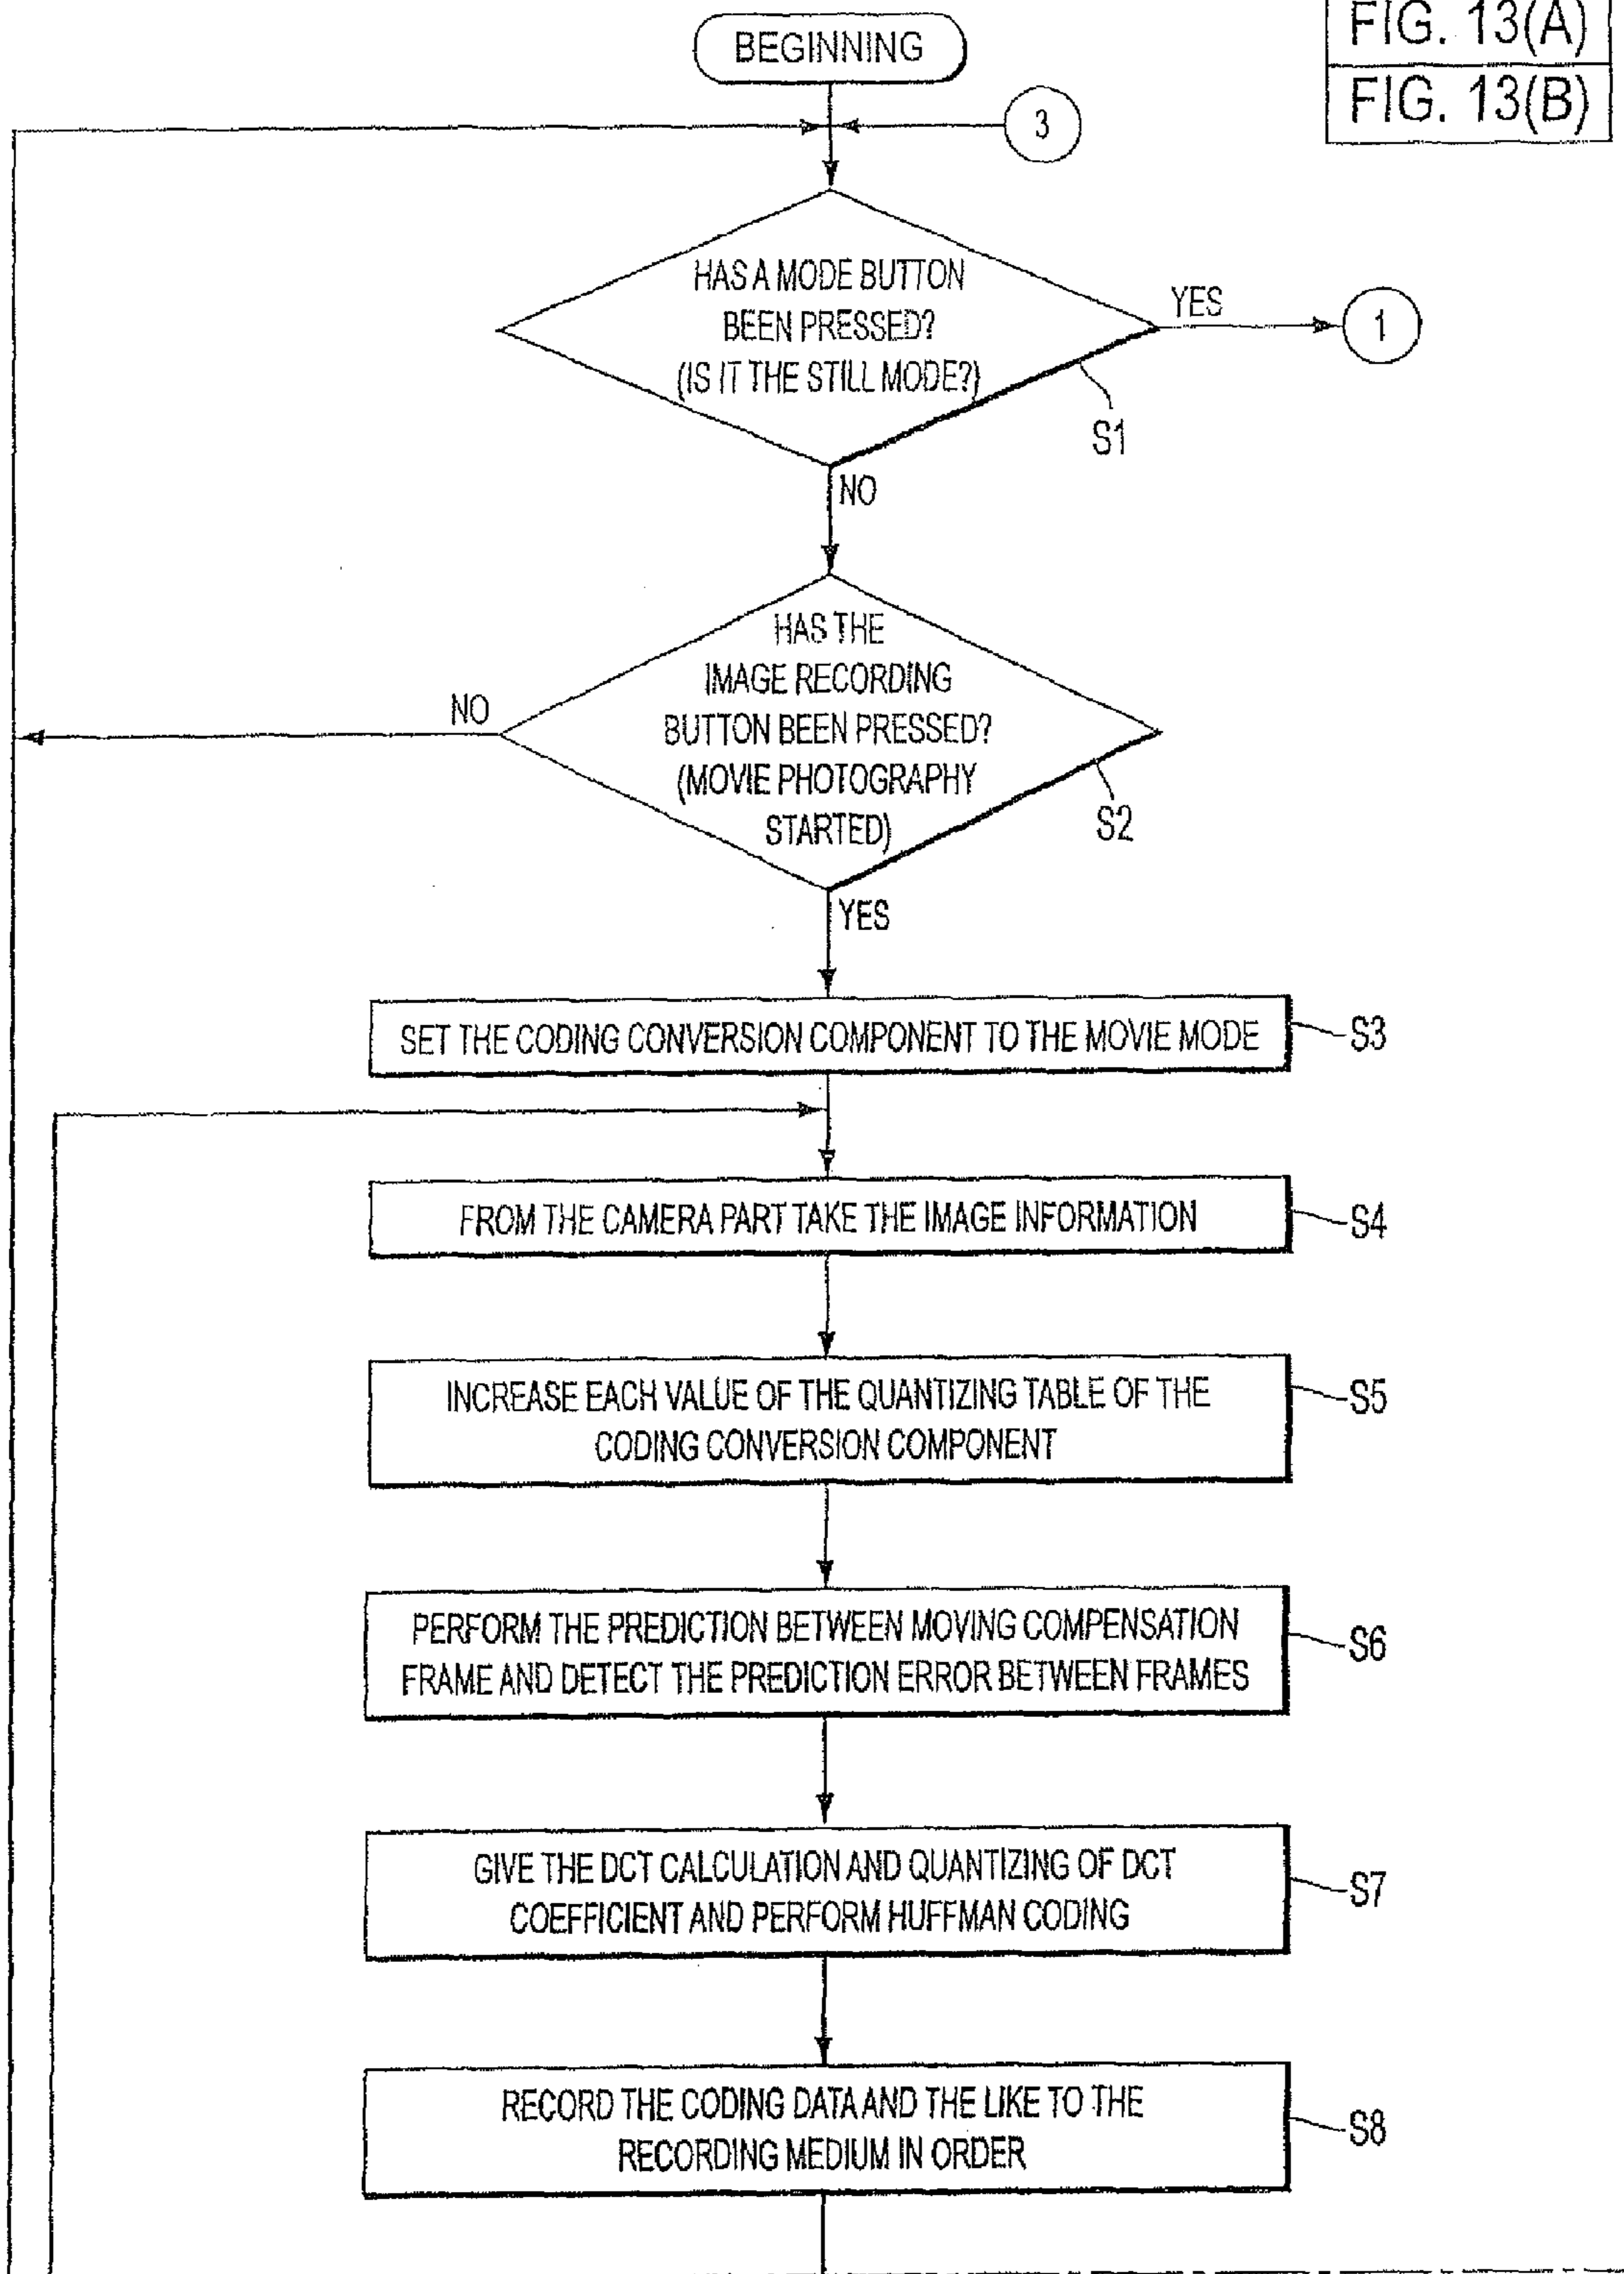 FIG. 13(A)
FIG. 13(B)
BEGINNING
3
HAS A MODE BUTTON
BEEN PRESSED?
(IS IT THE STILL MODE?)
YES
1
S1
NO
HAS THE
IMAGE RECORDING
BUTTON BEEN PRESSED?
(MOVIE PHOTOGRAPHY
STARTED)
NO
S2
YES
SET THE CODING CONVERSION COMPONENT TO THE MOVIE MODE
S3
FROM THE CAMERA PART TAKE THE IMAGE INFORMATION
S4
INCREASE EACH VALUE OF THE QUANTIZING TABLE OF THE
CODING CONVERSION COMPONENT
S5
PERFORM THE PREDICTION BETWEEN MOVING COMPENSATION
FRAME AND DETECT THE PREDICTION ERROR BETWEEN FRAMES
S6
GIVE THE DCT CALCULATION AND QUANTIZING OF DCT
COEFFICIENT AND PERFORM HUFFMAN CODING
S7
RECORD THE CODING DATA AND THE LIKE TO THE
RECORDING MEDIUM IN ORDER
S8